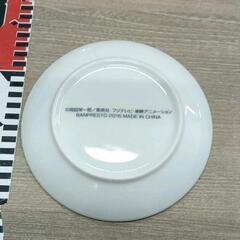 ©尾田栄一郎／集英社・フジテレビ・東映アニメーション
BANPRESTO 2015 MADE IN CHINA